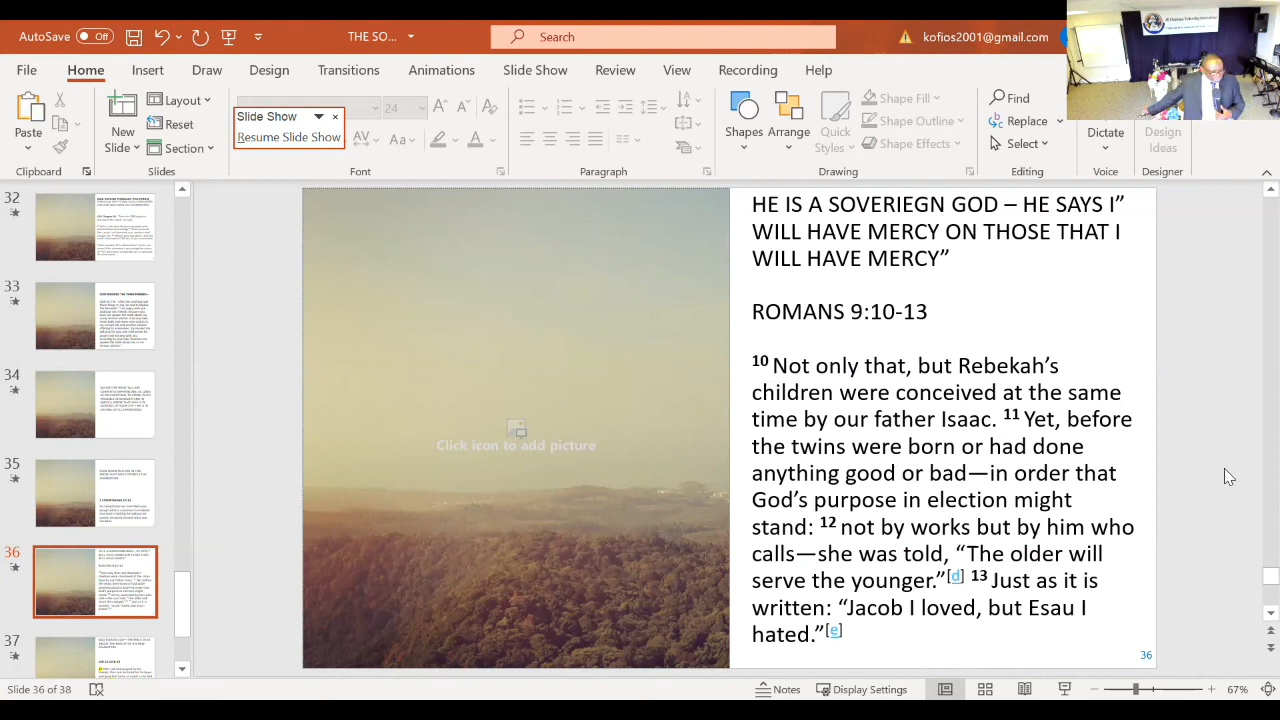 AutoSave Off THE SO... Search kofios2001@gmail.com
File Home Insert Draw Design Transitions Animations Slide Show Review View Recording Help
Paste
Clipboard
New Slide
Layout
Reset
Section
Slides
24
Slide Show
Resume Slide Show
Aa
Font
Paragraph
Shapes
Arrange
Quick Styles
Shape Fill
Shape Outline
Shape Effects
Drawing
Find
Replace
Select
Editing
Dictate
Voice
Design Ideas
Designer
32
33
34
35
36
37
Click icon to add picture
HE IS A SOVERIEGN GOD – HE SAYS I”
WILL HAVE MERCY ON THOSE THAT I
WILL HAVE MERCY”
ROMANS 9:10-13
10 Not only that, but Rebekah’s
children were conceived at the same
time by our father Isaac. 11 Yet, before
the twins were born or had done
anything good or bad—in order that
God’s purpose in election might
stand: 12 not by works but by him who
calls—she was told, “The older will
serve the younger.”[d] 13 Just as it is
written: “Jacob I loved, but Esau I
hated.”[e]
36
Slide 36 of 38 Notes Display Settings 67%